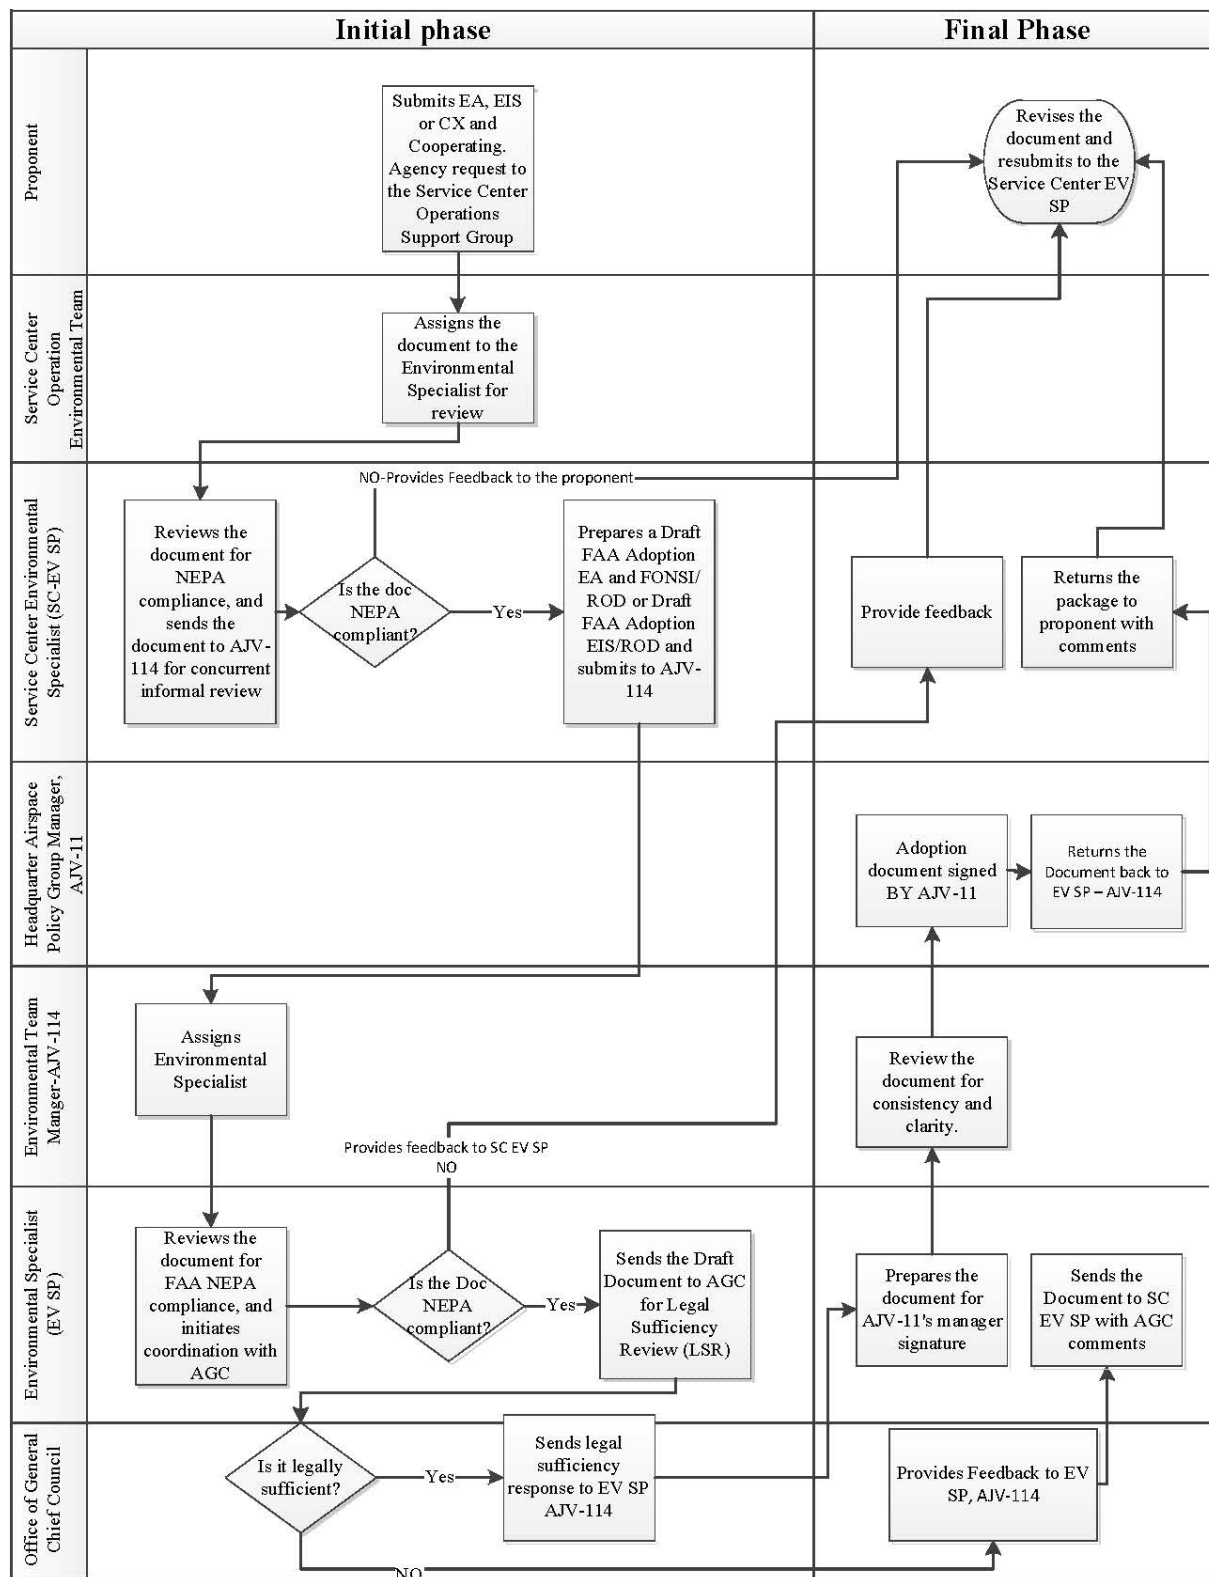 Initial phase
Final Phase
Proponent
Submits EA, EIS
or CX and
Cooperating.
Agency request to
the Service Center
Operations
Support Group
Revises the
document and
resubmits to the
Service Center EV
SP
Service Center
Operation
Environmental Team
Assigns the
document to the
Environmental
Specialist for
review
Service Center Environmental
Specialist (SC-EV SP)
NO-Provides Feedback to the proponent
Reviews the
document for
NEPA
compliance, and
sends the
document to AJV-
114 for concurrent
informal review
Is the doc
NEPA
compliant?
Yes
Prepares a Draft
FAA Adoption
EA and FONSI/
ROD or Draft
FAA Adoption
EIS/ROD and
submits to AJV-
114
Provide feedback
Returns the
package to
proponent with
comments
Headquarter Airspace
Policy Group Manager,
AJV-11
Adoption
document signed
BY AJV-11
Returns the
Document back to
EV SP – AJV-114
Environmental Team
Manger-AJV-114
Assigns
Environmental
Specialist
Provides feedback to SC EV SP
NO
Review the
document for
consistency and
clarity.
Environmental Specialist
(EV SP)
Reviews the
document for
FAA NEPA
compliance, and
initiates
coordination with
AGC
Is the Doc
NEPA
compliant?
Yes
Sends the Draft
Document to AGC
for Legal
Sufficiency
Review (LSR)
Prepares the
document for
AJV-11's manager
signature
Sends the
Document to SC
EV SP with AGC
comments
Office of General
Chief Council
Is it legally
sufficient?
Yes
Sends legal
sufficiency
response to EV SP
AJV-114
Provides Feedback to EV
SP, AJV-114
NO